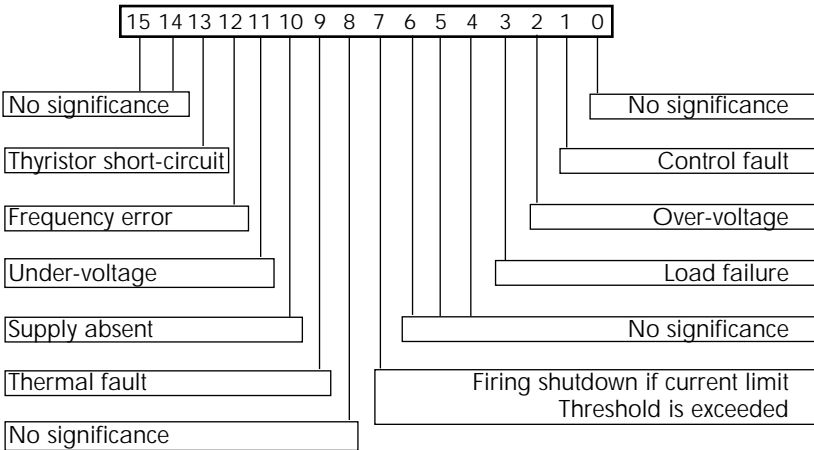 15 14 13 12 11 10 9 8 7 6 5 4 3 2 1 0
No significance
Thyristor short-circuit
Frequency error
Under-voltage
Supply absent
Thermal fault
No significance
No significance
Control fault
Over-voltage
Load failure
No significance
Firing shutdown if current limit
Threshold is exceeded